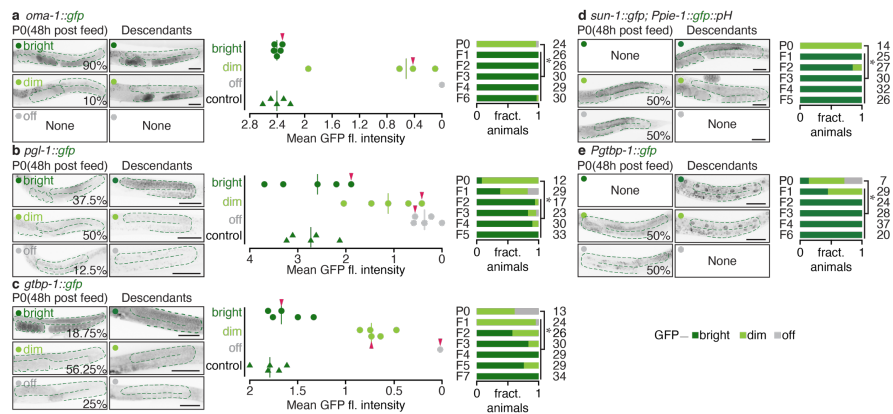 a oma-1::gfp
P0(48h post feed) Descendants
90%
dim
10%
off
None None
bright
dim
off
control
2.8 2.4 2 1.6 1.2 0.8 0.4 0
Mean GFP fl. intensity
P0 24
F1 26
F2 26
F3 30
F4 29
F6 30
*
0 1
fract.
animals
b pgl-1::gfp
P0(48h post feed) Descendants
bright
37.5%
dim
50%
off
12.5%
bright
dim
off
control
4 3 2 1 0
Mean GFP fl. intensity
P0 12
F1 29
F2 17
F3 23
F4 30
F5 33
*
0 1
fract.
animals
c gtbp-1::gfp
P0(48h post feed) Descendants
bright
18.75%
dim
56.25%
off
25%
bright
dim
off
control
2 1 0
Mean GFP fl. intensity
P0 13
F1 24
F2 26
F3 30
F4 29
F5 29
F7 34
*
0 1
fract.
animals
d sun-1::gfp; Ppie-1::gfp::pH
P0(48h post feed) Descendants
None
50%
50%
None
P0 14
F1 25
F2 27
F3 30
F4 32
F5 26
*
0 1
fract.
animals
e Pgtbp-1::gfp
P0(48h post feed) Descendants
None
50%
50%
None
P0 7
F1 29
F2 24
F3 28
F4 37
F6 20
*
0 1
fract.
animals
GFP bright dim off